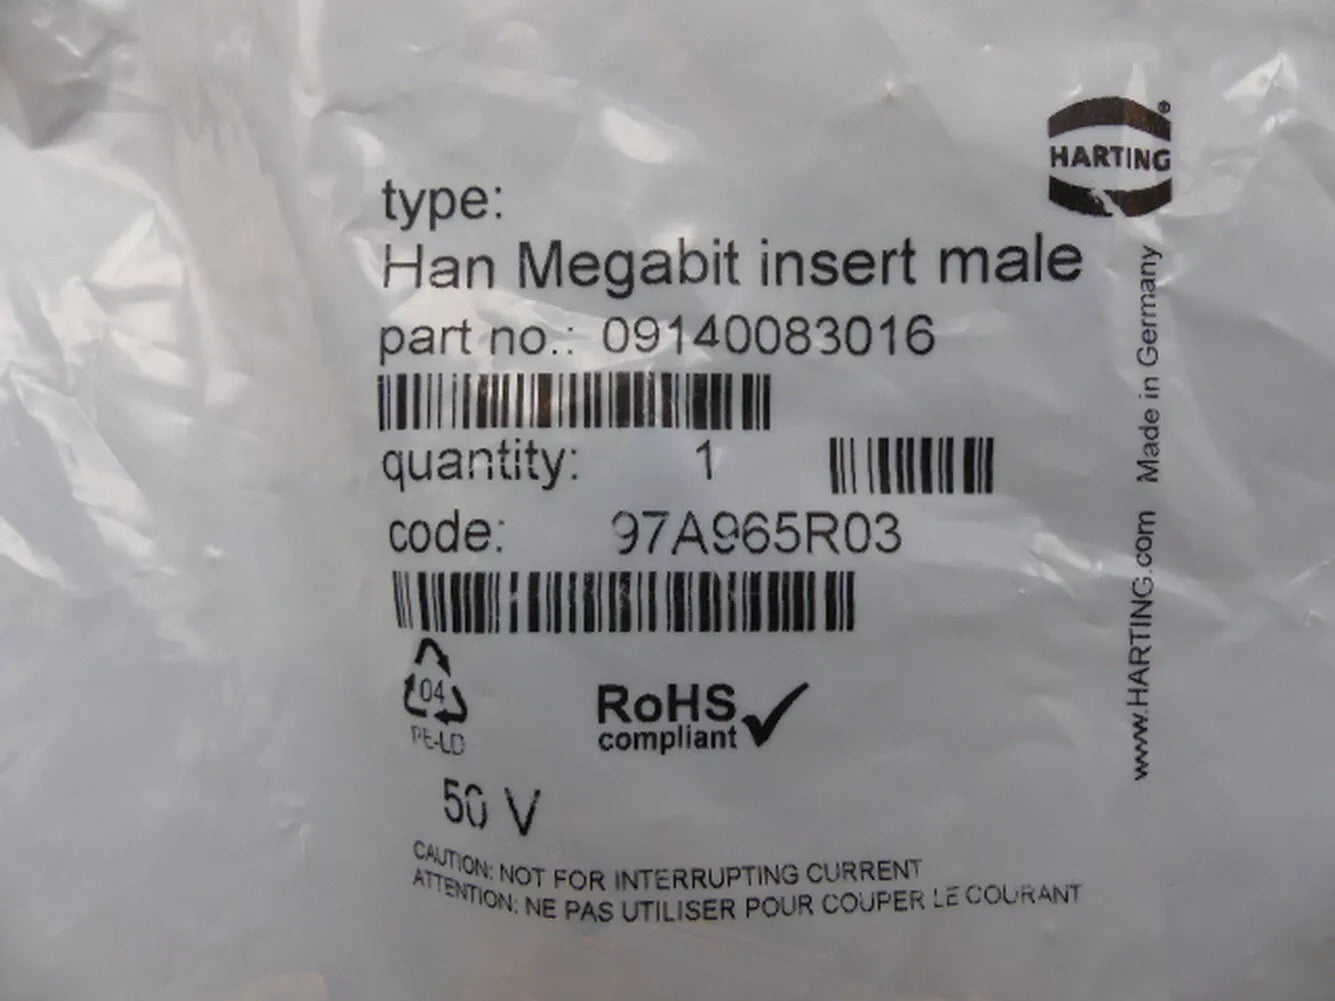 HARTING®
type:
Han Megabit insert male
part no.: 09140083016
quantity: 1
code: 97A965R03
04
PE-LD
RoHS
compliant
50 V
CAUTION: NOT FOR INTERRUPTING CURRENT
ATTENTION: NE PAS UTILISER POUR COUPER LE COURANT
www.HARTING.com Made in Germany